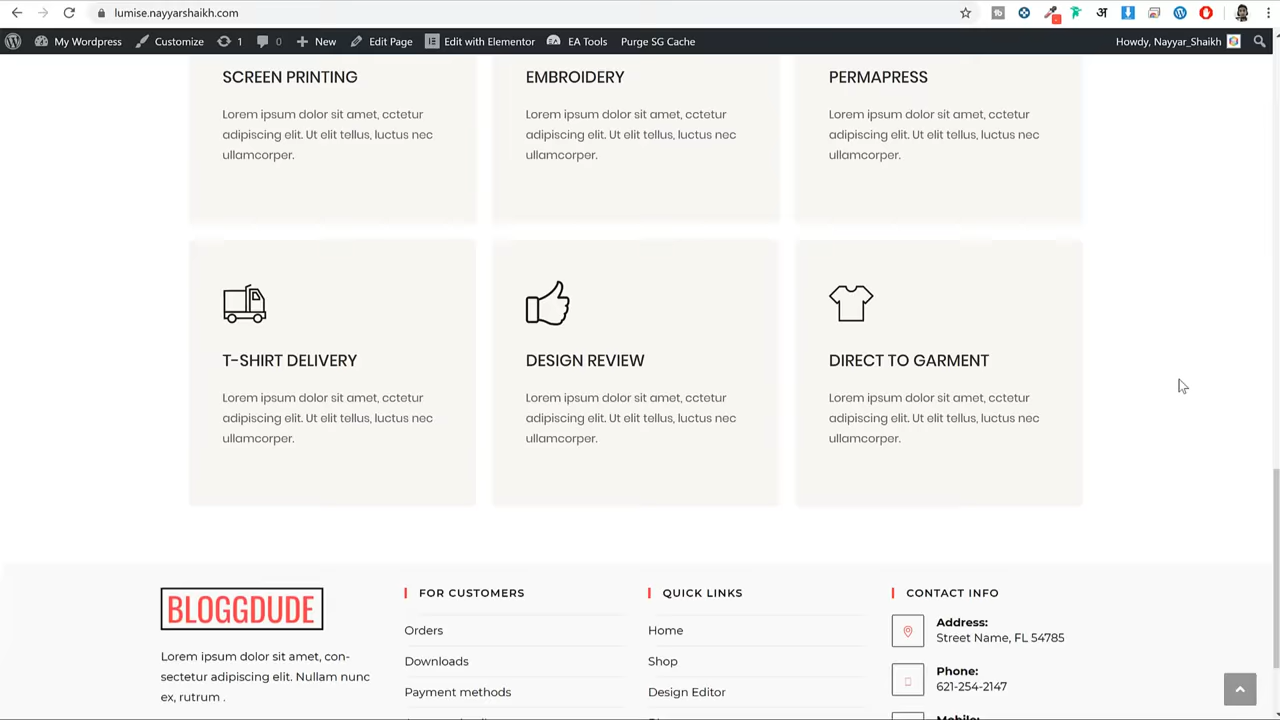 lumise.nayyarshaikh.com
My Wordpress Customize 1 0 New Edit Page Edit with Elementor EA Tools Purge SG Cache Howdy, Nayyar_Shaikh
SCREEN PRINTING
Lorem ipsum dolor sit amet, cctetur
adipiscing elit. Ut elit tellus, luctus nec
ullamcorper.
EMBROIDERY
Lorem ipsum dolor sit amet, cctetur
adipiscing elit. Ut elit tellus, luctus nec
ullamcorper.
PERMAPRESS
Lorem ipsum dolor sit amet, cctetur
adipiscing elit. Ut elit tellus, luctus nec
ullamcorper.
T-SHIRT DELIVERY
Lorem ipsum dolor sit amet, cctetur
adipiscing elit. Ut elit tellus, luctus nec
ullamcorper.
DESIGN REVIEW
Lorem ipsum dolor sit amet, cctetur
adipiscing elit. Ut elit tellus, luctus nec
ullamcorper.
DIRECT TO GARMENT
Lorem ipsum dolor sit amet, cctetur
adipiscing elit. Ut elit tellus, luctus nec
ullamcorper.
BLOGGDUDE
Lorem ipsum dolor sit amet, con-
sectetur adipiscing elit. Nullam nunc
ex, rutrum .
FOR CUSTOMERS
Orders
Downloads
Payment methods
QUICK LINKS
Home
Shop
Design Editor
CONTACT INFO
Address:
Street Name, FL 54785
Phone:
621-254-2147
Mobile: